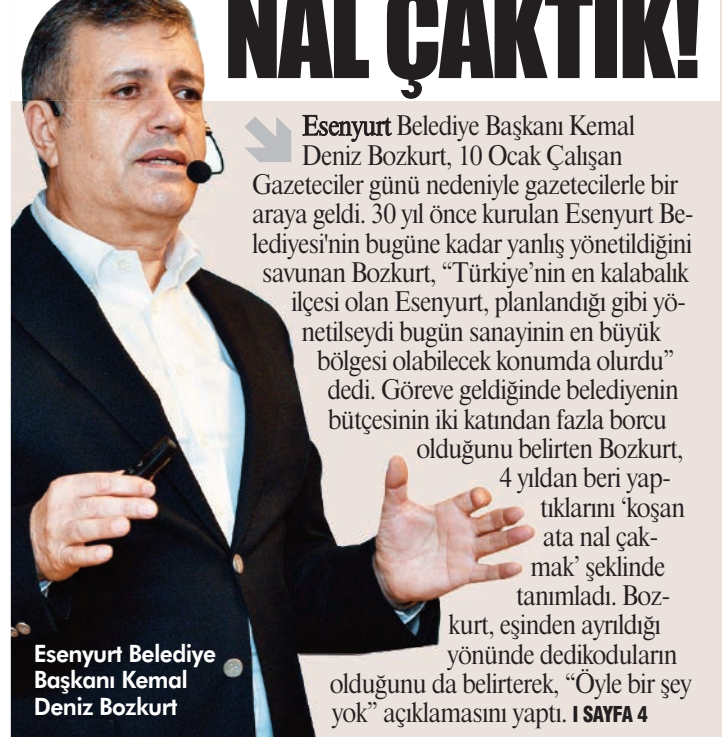 NAL ÇAKTIK!
Esenyurt Belediye Başkanı Kemal
Deniz Bozkurt, 10 Ocak Çalışan
Gazeteciler günü nedeniyle gazetecilerle bir
araya geldi. 30 yıl önce kurulan Esenyurt Be-
lediyesi'nin bugüne kadar yanlış yönetildiğini
savunan Bozkurt, “Türkiye’nin en kalabalık
ilçesi olan Esenyurt, planlandığı gibi yö-
netilseydi bugün sanayinin en büyük
bölgesi olabilecek konumda olurdu”
dedi. Göreve geldiğinde belediyenin
bütçesinin iki katından fazla borcu
olduğunu belirten Bozkurt,
4 yıldan beri yap-
tıklarını ‘koşan
ata nal çak-
mak’ şeklinde
tanımladı. Boz-
kurt, eşinden ayrıldığı
yönünde dedikoduların
olduğunu da belirterek, “Öyle bir şey
yok” açıklamasını yaptı. I SAYFA 4
Esenyurt Belediye
Başkanı Kemal
Deniz Bozkurt